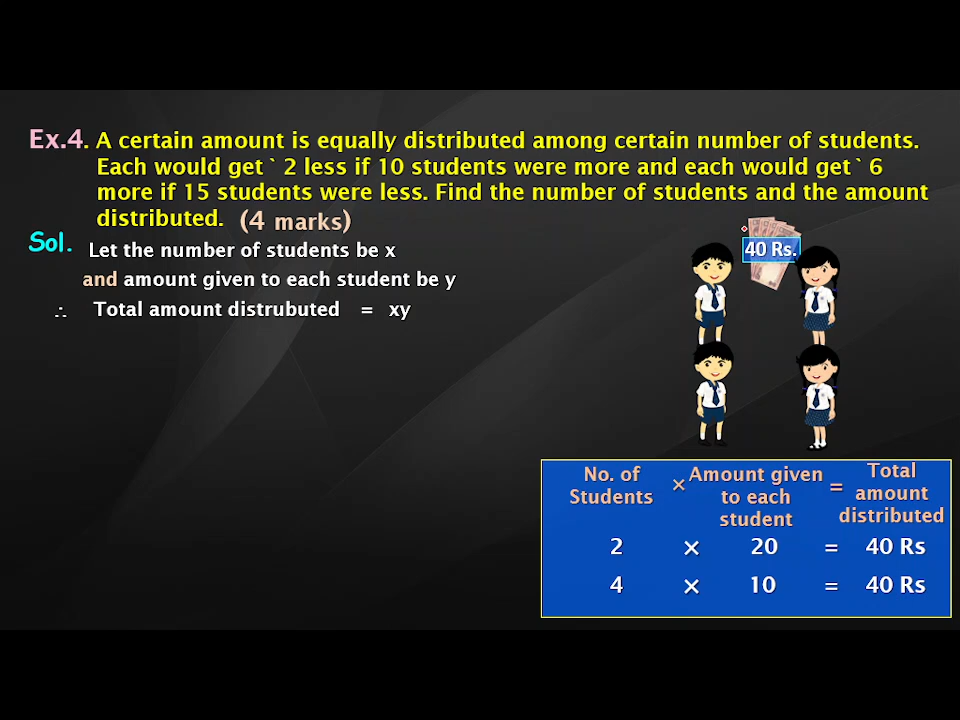 Ex.4. A certain amount is equally distributed among certain number of students.
Each would get ` 2 less if 10 students were more and each would get ` 6
more if 15 students were less. Find the number of students and the amount
distributed. (4 marks)
Sol. Let the number of students be x
and amount given to each student be y
∴ Total amount distrubuted = xy
40 Rs.
No. of Students × Amount given to each student = Total amount distributed
2 × 20 = 40 Rs
4 × 10 = 40 Rs